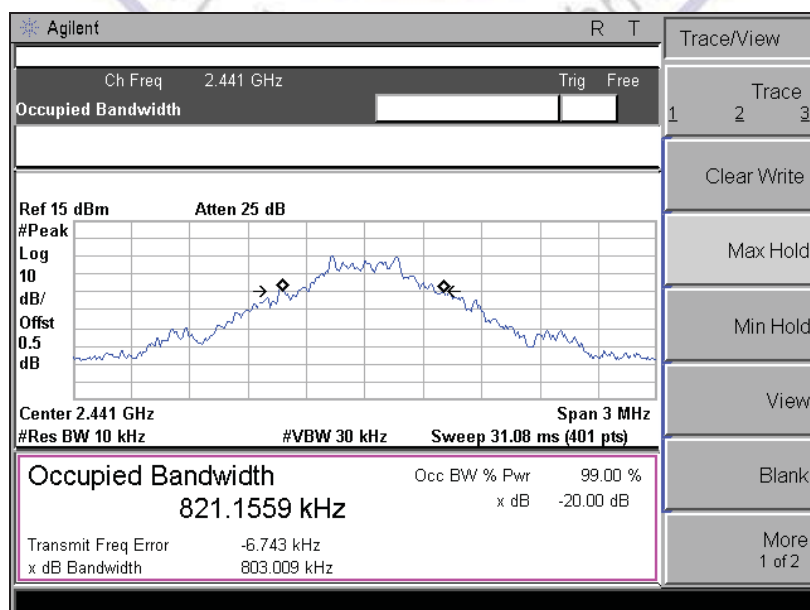 Agilent R T
Trace/View
Ch Freq 2.441 GHz Trig Free
Occupied Bandwidth
Trace
1 2 3
Clear Write
Max Hold
Min Hold
View
Blank
More
1 of 2
Ref 15 dBm Atten 25 dB
#Peak
Log
10
dB/
Offst
0.5
dB
Center 2.441 GHz Span 3 MHz
#Res BW 10 kHz #VBW 30 kHz Sweep 31.08 ms (401 pts)
Occupied Bandwidth Occ BW % Pwr 99.00 %
821.1559 kHz x dB -20.00 dB
Transmit Freq Error -6.743 kHz
x dB Bandwidth 803.009 kHz